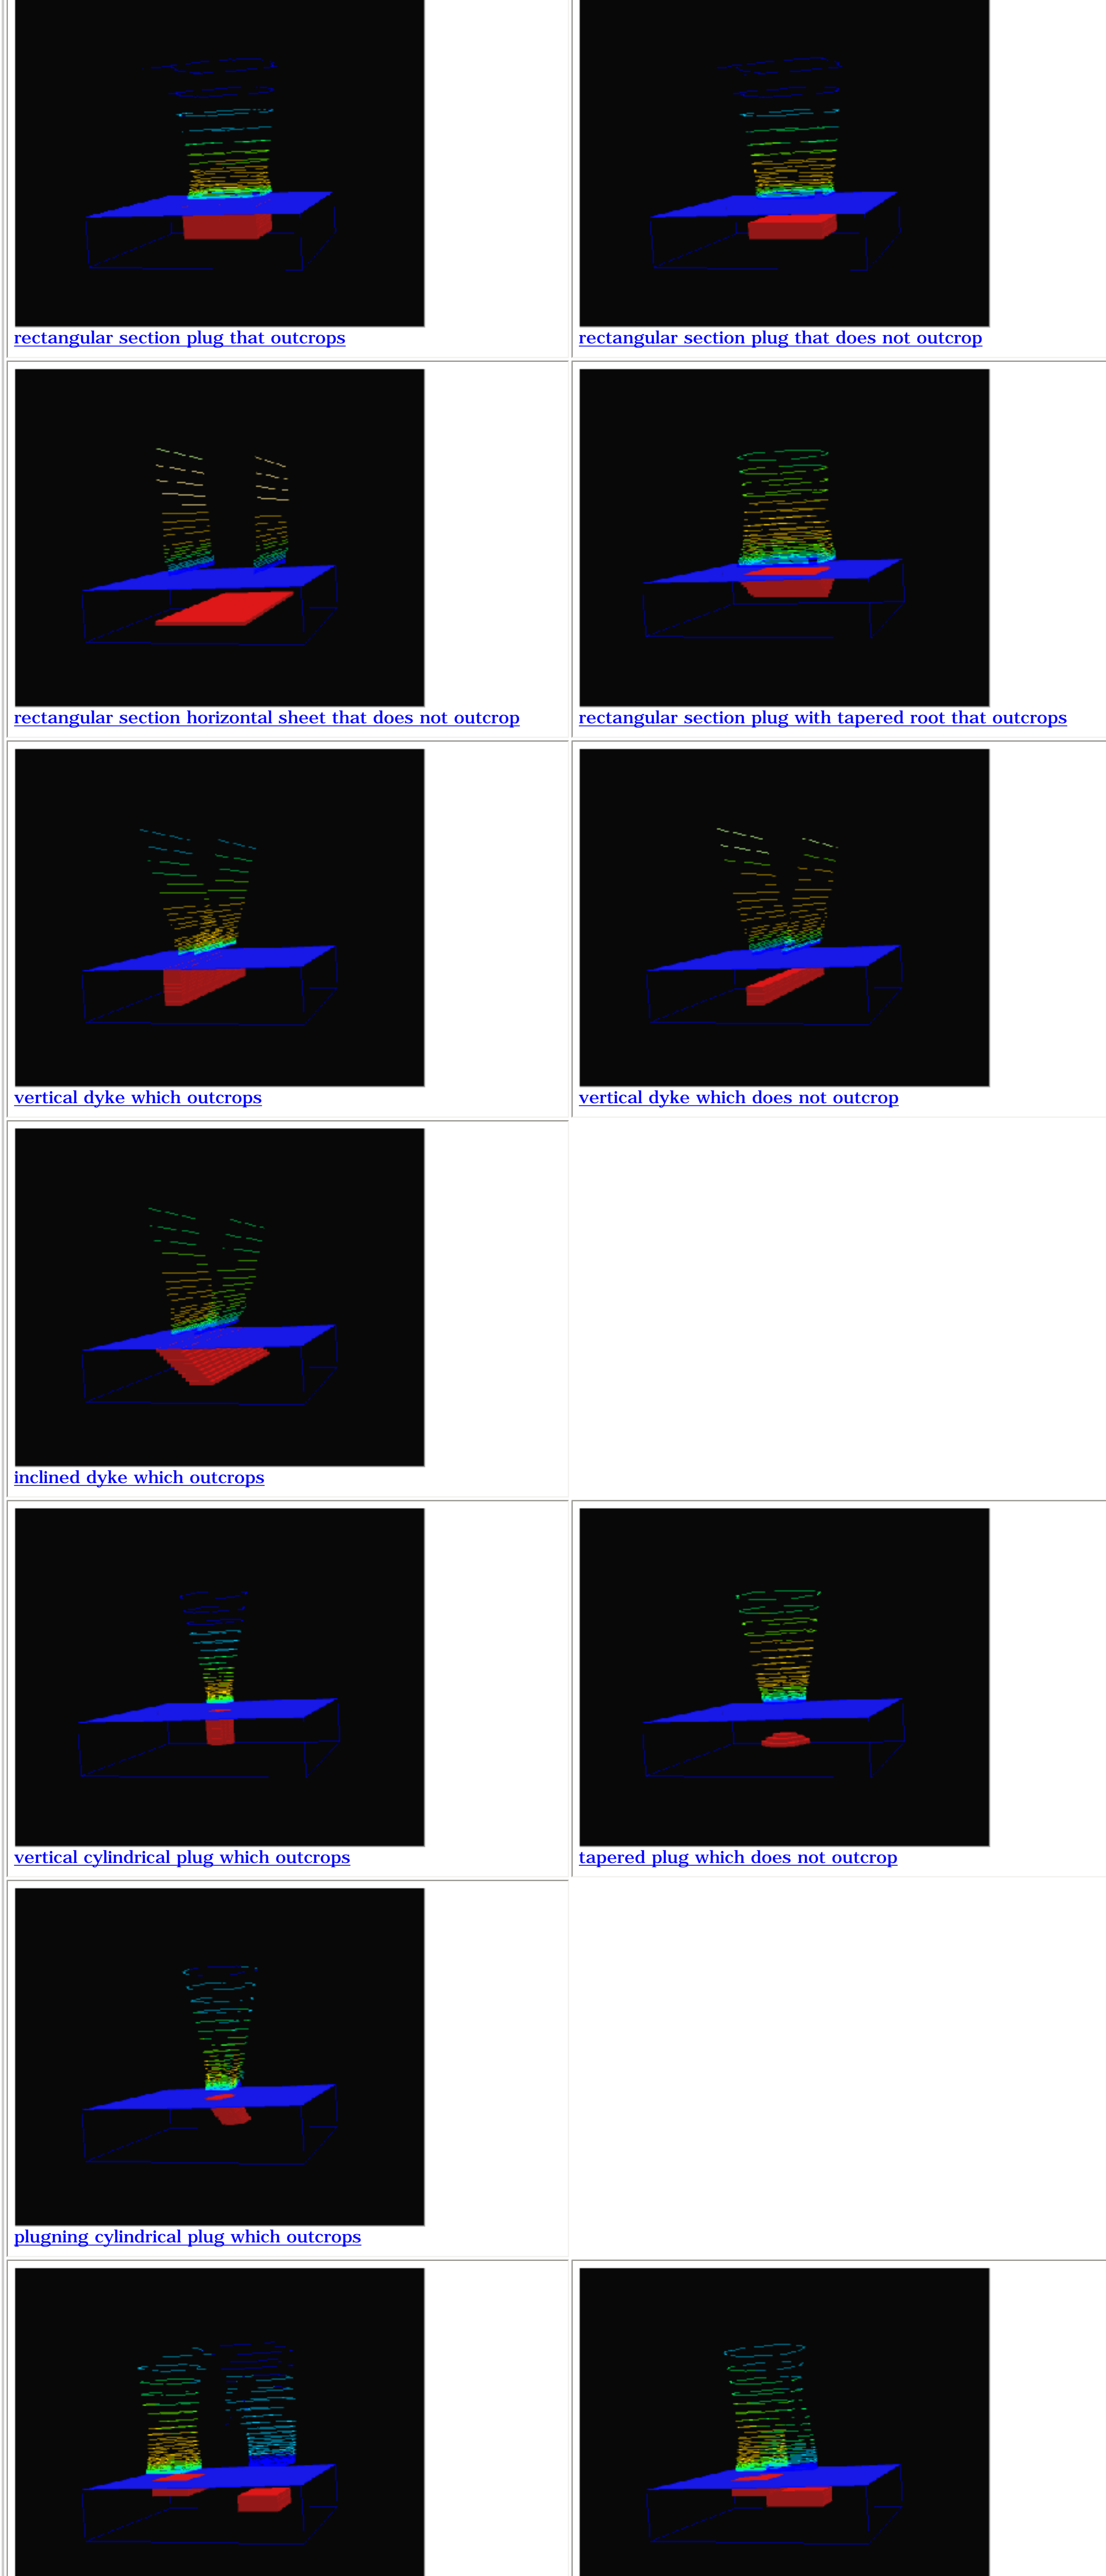 rectangular section plug that outcrops
rectangular section plug that does not outcrop
rectangular section horizontal sheet that does not outcrop
rectangular section plug with tapered root that outcrops
vertical dyke which outcrops
vertical dyke which does not outcrop
inclined dyke which outcrops
vertical cylindrical plug which outcrops
tapered plug which does not outcrop
plugning cylindrical plug which outcrops